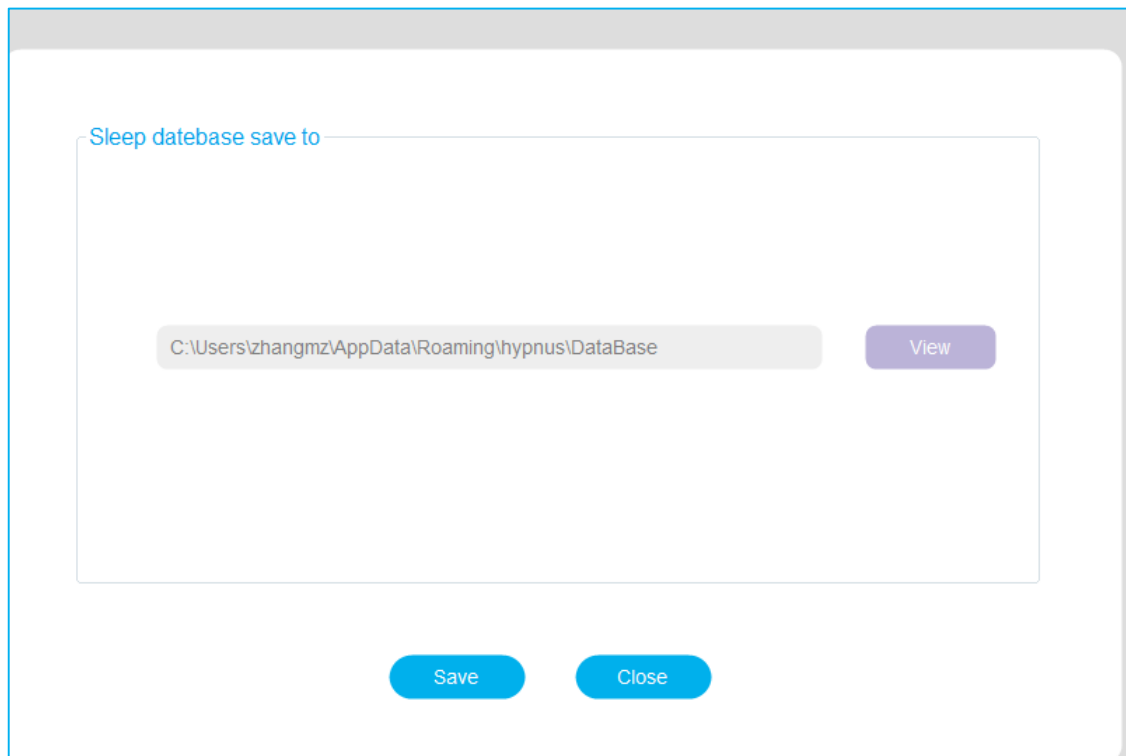 Sleep datebase save to
C:\Users\zhangmz\AppData\Roaming\hypnus\DataBase
View
Save
Close